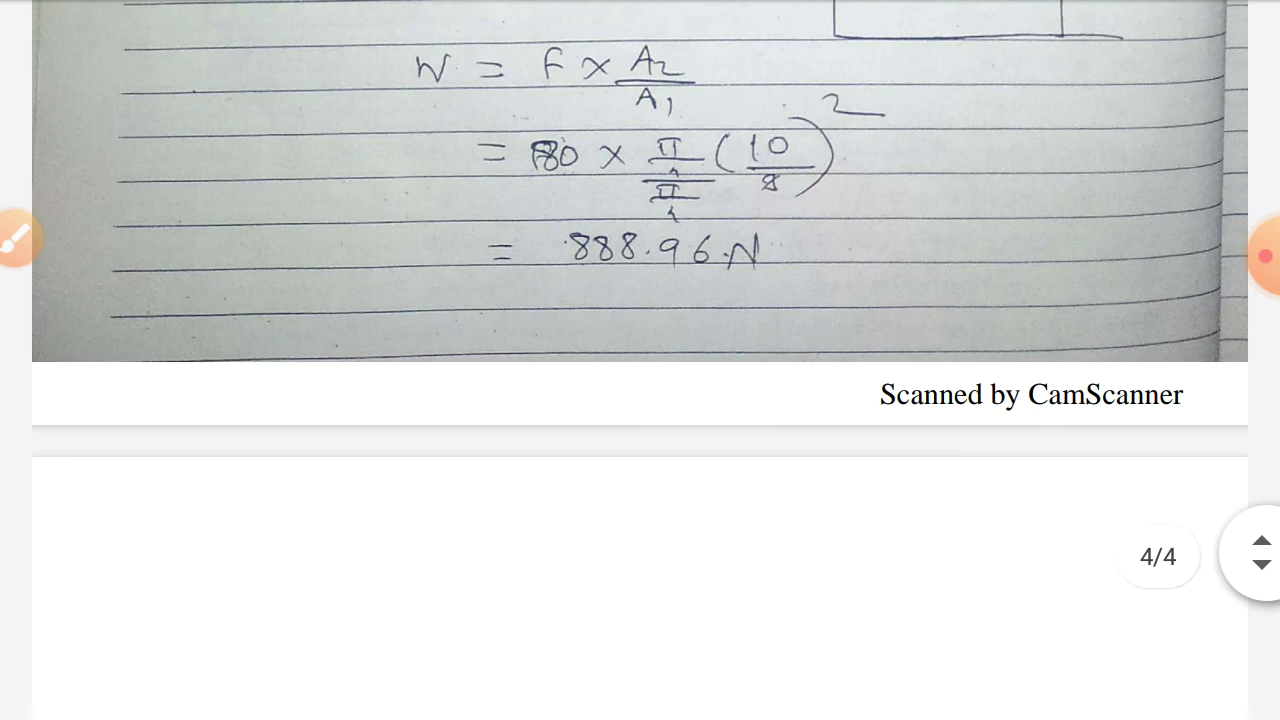 W = F × A2/A1
= 80 × π/4 / π/4 (10/8)2
= 888.96 N
Scanned by CamScanner
4/4